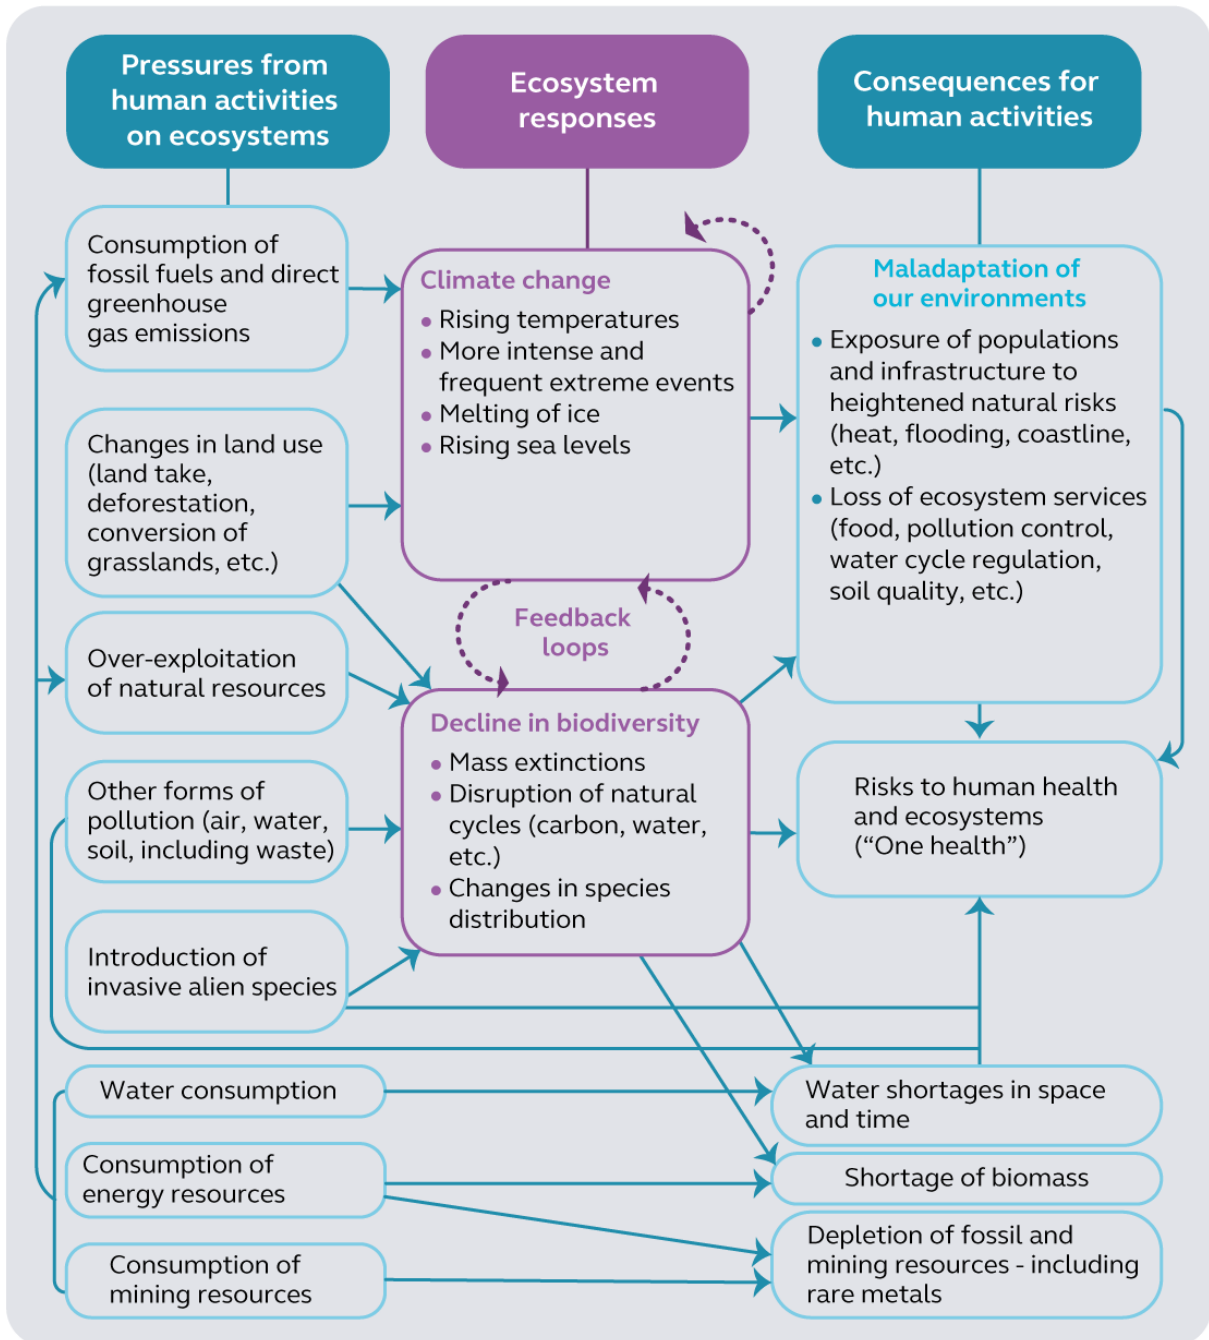 Pressures from
human activities
on ecosystems
Ecosystem
responses
Consequences for
human activities
Consumption of
fossil fuels and direct
greenhouse
gas emissions
Changes in land use
(land take,
deforestation,
conversion of
grasslands, etc.)
Over-exploitation
of natural resources
Other forms of
pollution (air, water,
soil, including waste)
Introduction of
invasive alien species
Water consumption
Consumption of
energy resources
Consumption of
mining resources
Climate change
• Rising temperatures
• More intense and
frequent extreme events
• Melting of ice
• Rising sea levels
Feedback
loops
Decline in biodiversity
• Mass extinctions
• Disruption of natural
cycles (carbon, water,
etc.)
• Changes in species
distribution
Maladaptation of
our environments
• Exposure of populations
and infrastructure to
heightened natural risks
(heat, flooding, coastline,
etc.)
• Loss of ecosystem services
(food, pollution control,
water cycle regulation,
soil quality, etc.)
Risks to human health
and ecosystems
(“One health”)
Water shortages in space
and time
Shortage of biomass
Depletion of fossil and
mining resources - including
rare metals